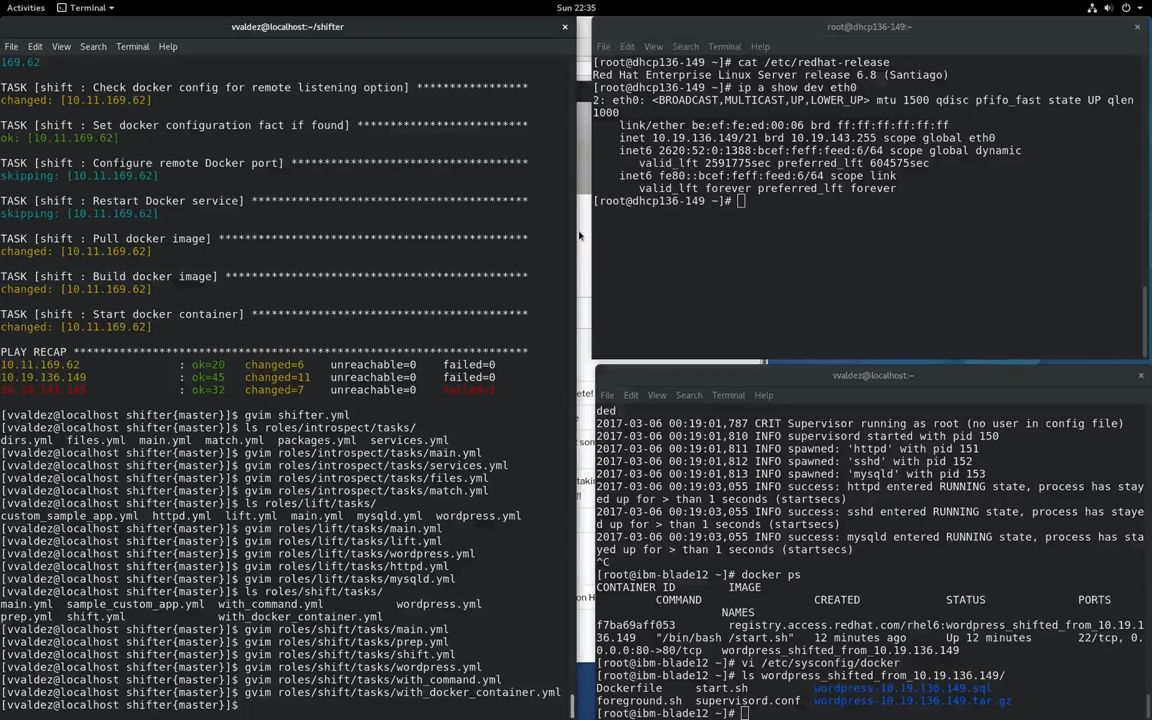 Activities
Terminal
Sun 22:35
vvaldez@localhost:~/shifter
File Edit View Search Terminal Help
169.62
TASK [shift : Check docker config for remote listening option] *****************
changed: [10.11.169.62]
TASK [shift : Set docker configuration fact if found] **************************
ok: [10.11.169.62]
TASK [shift : Configure remote Docker port] ************************************
skipping: [10.11.169.62]
TASK [shift : Restart Docker service] ******************************************
skipping: [10.11.169.62]
TASK [shift : Pull docker image] ***********************************************
changed: [10.11.169.62]
TASK [shift : Build docker image] **********************************************
changed: [10.11.169.62]
TASK [shift : Start docker container] ******************************************
changed: [10.11.169.62]
PLAY RECAP *********************************************************************
10.11.169.62 : ok=20 changed=6 unreachable=0 failed=0
10.19.136.149 : ok=45 changed=11 unreachable=0 failed=0
: ok=32 changed=7 unreachable=0
[vvaldez@localhost shifter{master}]$ gvim shifter.yml
[vvaldez@localhost shifter{master}]$ ls roles/introspect/tasks/
dirs.yml files.yml main.yml match.yml packages.yml services.yml
[vvaldez@localhost shifter{master}]$ gvim roles/introspect/tasks/main.yml
[vvaldez@localhost shifter{master}]$ gvim roles/introspect/tasks/services.yml
[vvaldez@localhost shifter{master}]$ gvim roles/introspect/tasks/files.yml
[vvaldez@localhost shifter{master}]$ gvim roles/introspect/tasks/match.yml
[vvaldez@localhost shifter{master}]$ ls roles/lift/tasks/
custom_sample_app.yml httpd.yml lift.yml main.yml mysqld.yml wordpress.yml
[vvaldez@localhost shifter{master}]$ gvim roles/lift/tasks/main.yml
[vvaldez@localhost shifter{master}]$ gvim roles/lift/tasks/lift.yml
[vvaldez@localhost shifter{master}]$ gvim roles/lift/tasks/wordpress.yml
[vvaldez@localhost shifter{master}]$ gvim roles/lift/tasks/httpd.yml
[vvaldez@localhost shifter{master}]$ gvim roles/lift/tasks/mysqld.yml
[vvaldez@localhost shifter{master}]$ ls roles/shift/tasks/
main.yml sample_custom_app.yml with_command.yml wordpress.yml
prep.yml shift.yml with_docker_container.yml
[vvaldez@localhost shifter{master}]$ gvim roles/shift/tasks/main.yml
[vvaldez@localhost shifter{master}]$ gvim roles/shift/tasks/prep.yml
[vvaldez@localhost shifter{master}]$ gvim roles/shift/tasks/shift.yml
[vvaldez@localhost shifter{master}]$ gvim roles/shift/tasks/wordpress.yml
[vvaldez@localhost shifter{master}]$ gvim roles/shift/tasks/with_command.yml
[vvaldez@localhost shifter{master}]$ gvim roles/shift/tasks/with_docker_container.yml
[vvaldez@localhost shifter{master}]$
root@dhcp136-149:~
File Edit View Search Terminal Help
[root@dhcp136-149 ~]# cat /etc/redhat-release
Red Hat Enterprise Linux Server release 6.8 (Santiago)
[root@dhcp136-149 ~]# ip a show dev eth0
2: eth0: <BROADCAST,MULTICAST,UP,LOWER_UP> mtu 1500 qdisc pfifo_fast state UP qlen
1000
link/ether be:ef:fe:ed:00:06 brd ff:ff:ff:ff:ff:ff
inet 10.19.136.149/21 brd 10.19.143.255 scope global eth0
inet6 2620:52:0:1388:bcef:feff:feed:6/64 scope global dynamic
valid_lft 2591775sec preferred_lft 604575sec
inet6 fe80::bcef:feff:feed:6/64 scope link
valid_lft forever preferred_lft forever
[root@dhcp136-149 ~]#
vvaldez@localhost:~
File Edit View Search Terminal Help
ded
2017-03-06 00:19:01,787 CRIT Supervisor running as root (no user in config file)
2017-03-06 00:19:01,810 INFO supervisord started with pid 150
2017-03-06 00:19:02,811 INFO spawned: 'httpd' with pid 151
2017-03-06 00:19:02,812 INFO spawned: 'sshd' with pid 152
2017-03-06 00:19:02,813 INFO spawned: 'mysqld' with pid 153
2017-03-06 00:19:03,055 INFO success: httpd entered RUNNING state, process has stay
ed up for > than 1 seconds (startsecs)
2017-03-06 00:19:03,055 INFO success: sshd entered RUNNING state, process has staye
d up for > than 1 seconds (startsecs)
2017-03-06 00:19:03,055 INFO success: mysqld entered RUNNING state, process has sta
yed up for > than 1 seconds (startsecs)
^C
[root@ibm-blade12 ~]# docker ps
CONTAINER ID IMAGE
COMMAND CREATED STATUS PORTS
NAMES
f7ba69aff053 registry.access.redhat.com/rhel6:wordpress_shifted_from_10.19.1
36.149 "/bin/bash /start.sh" 12 minutes ago Up 12 minutes 22/tcp, 0.
0.0.0:80->80/tcp wordpress_shifted_from_10.19.136.149
[root@ibm-blade12 ~]# vi /etc/sysconfig/docker
[root@ibm-blade12 ~]# ls wordpress_shifted_from_10.19.136.149/
Dockerfile start.sh wordpress-10.19.136.149.sql
foreground.sh supervisord.conf wordpress-10.19.136.149.tar.gz
[root@ibm-blade12 ~]#